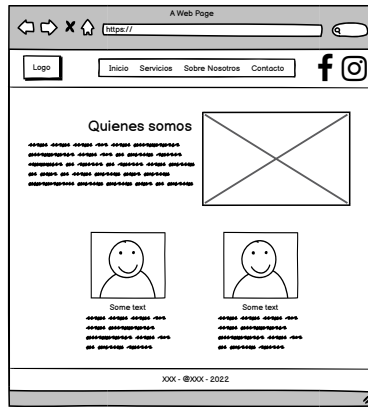 A Web Page
https://
Logo
Inicio Servicios Sobre Nosotros Contacto
Quienes somos
Some text
Some text
XXX - @XXX - 2022